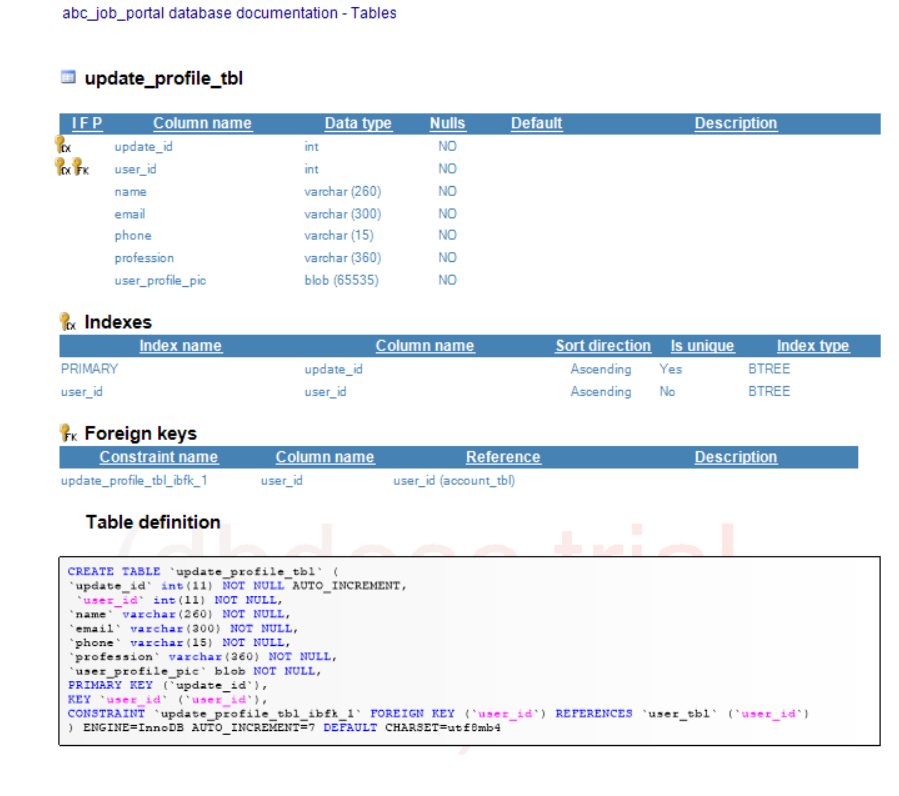 abc_job_portal database documentation - Tables
update_profile_tbl
I F P Column name Data type Nulls Default Description
IX update_id int NO
IX FK user_id int NO
name varchar (260) NO
email varchar (300) NO
phone varchar (15) NO
profession varchar (360) NO
user_profile_pic blob (65535) NO
IX Indexes
Index name Column name Sort direction Is unique Index type
PRIMARY update_id Ascending Yes BTREE
user_id user_id Ascending No BTREE
FK Foreign keys
Constraint name Column name Reference Description
update_profile_tbl_ibfk_1 user_id user_id (account_tbl)
Table definition
CREATE TABLE `update_profile_tbl` (
`update_id` int(11) NOT NULL AUTO_INCREMENT,
`user_id` int(11) NOT NULL,
`name` varchar(260) NOT NULL,
`email` varchar(300) NOT NULL,
`phone` varchar(15) NOT NULL,
`profession` varchar(360) NOT NULL,
`user_profile_pic` blob NOT NULL,
PRIMARY KEY (`update_id`),
KEY `user_id` (`user_id`),
CONSTRAINT `update_profile_tbl_ibfk_1` FOREIGN KEY (`user_id`) REFERENCES `user_tbl` (`user_id`)
) ENGINE=InnoDB AUTO_INCREMENT=7 DEFAULT CHARSET=utf8mb4